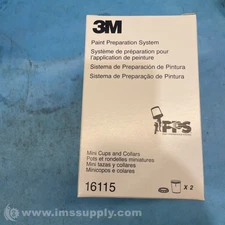 3M
Paint Preparation System
Système de préparation pour
l'application de peinture
Sistema de Preparación de Pintura
Sistema de Preparação de Pintura
PPS
Mini Cups and Collars
Pots et rondelles miniatures
Mini tazas y collares
Minicopos e colares
16115
X 2
© www.imssupply.com